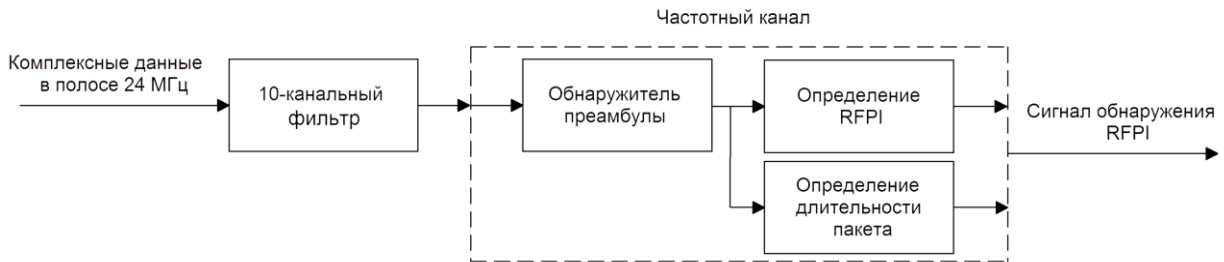 Частотный канал
Комплексные данные
в полосе 24 МГц
10-канальный
фильтр
Обнаружитель
преамбулы
Определение
RFPI
Определение
длительности
пакета
Сигнал обнаружения
RFPI